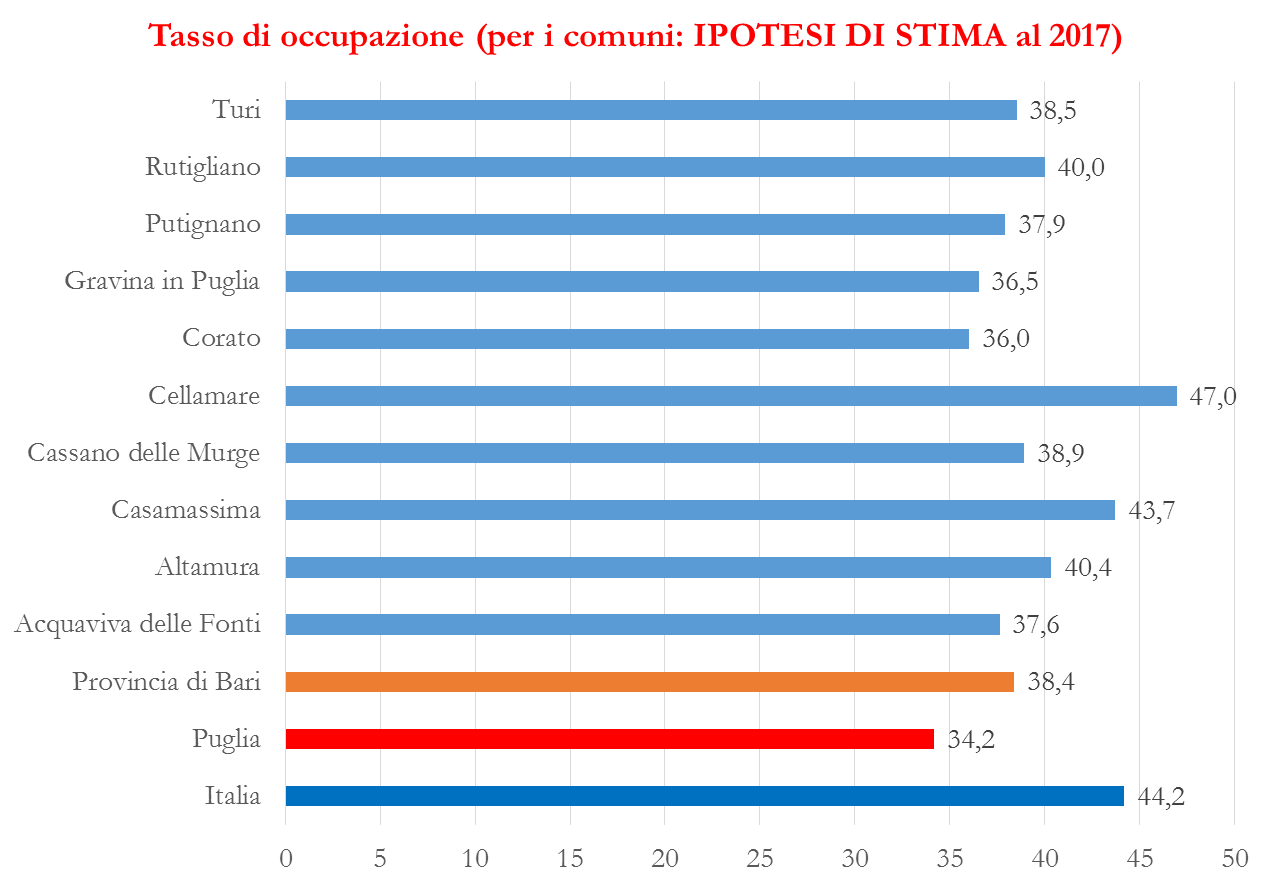 Tasso di occupazione (per i comuni: IPOTESI DI STIMA al 2017)
Turi 38,5
Rutigliano 40,0
Putignano 37,9
Gravina in Puglia 36,5
Corato 36,0
Cellamare 47,0
Cassano delle Murge 38,9
Casamassima 43,7
Altamura 40,4
Acquaviva delle Fonti 37,6
Provincia di Bari 38,4
Puglia 34,2
Italia 44,2
0 5 10 15 20 25 30 35 40 45 50